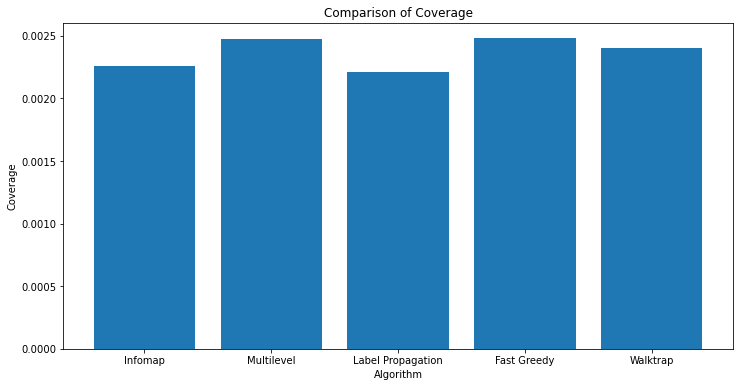 Comparison of Coverage
Coverage
0.0025
0.0020
0.0015
0.0010
0.0005
0.0000
Infomap
Multilevel
Label Propagation
Fast Greedy
Walktrap
Algorithm